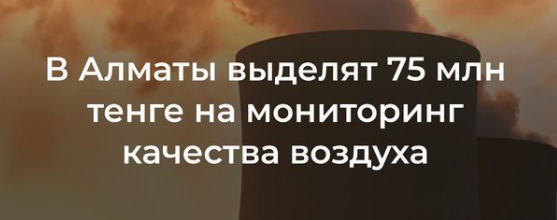 В Алматы выделят 75 млн
тенге на мониторинг
качества воздуха